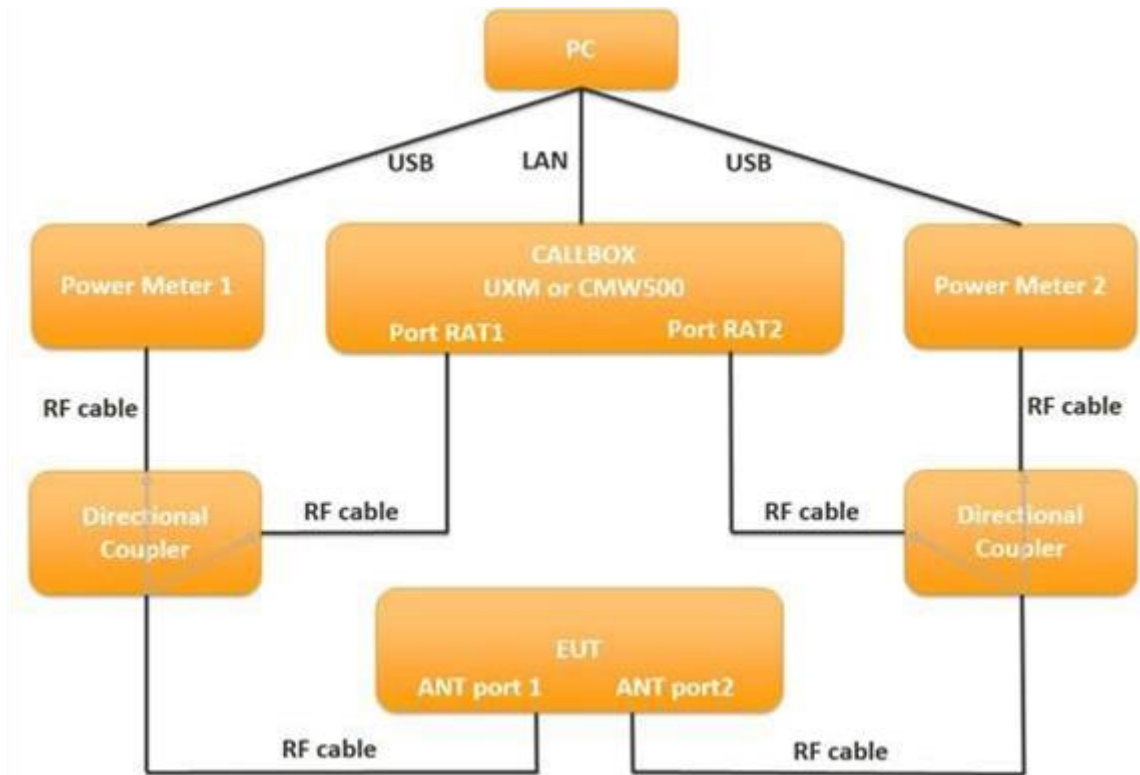 PC
USB
LAN
USB
Power Meter 1
CALLBOX
UXM or CMW500
Port RAT1
Port RAT2
Power Meter 2
RF cable
RF cable
Directional
Coupler
RF cable
RF cable
Directional
Coupler
EUT
ANT port 1
ANT port2
RF cable
RF cable